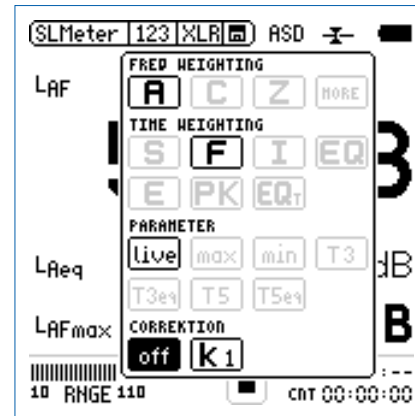 SLMeter 123 XLR ASD
LAF
FREQ WEIGHTING
A C Z MORE
TIME WEIGHTING
S F I EQ
E PK EQT
PARAMETER
live max min T3
LAeq
dB
T3eq T5 T5eq
LAFmax
CORREKTION
off k1
10 RNGE 110
CNT 00:00:00